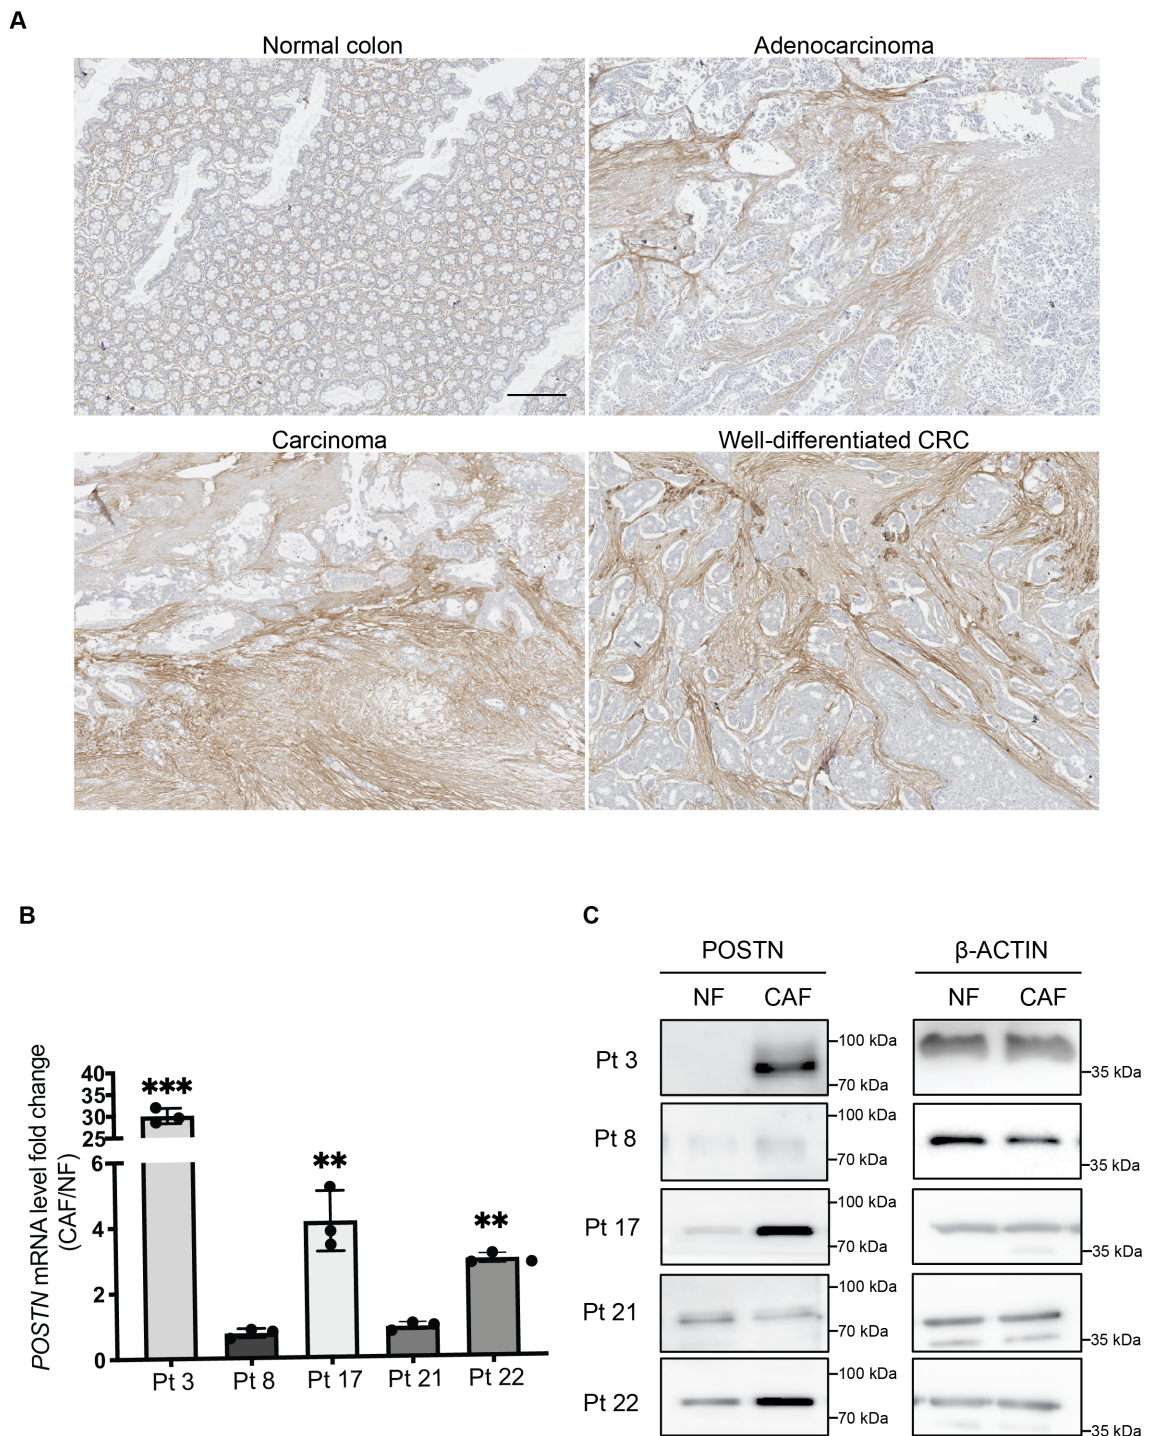 A
Normal colon
Adenocarcinoma
Carcinoma
Well-differentiated CRC
B
POSTN mRNA level fold change
(CAF/NF)
40
35
30
25
6
4
2
0
***
**
**
Pt 3
Pt 8
Pt 17
Pt 21
Pt 22
C
POSTN
β-ACTIN
NF
CAF
NF
CAF
Pt 3
100 kDa
70 kDa
35 kDa
Pt 8
100 kDa
70 kDa
35 kDa
Pt 17
100 kDa
70 kDa
35 kDa
Pt 21
100 kDa
70 kDa
35 kDa
Pt 22
100 kDa
70 kDa
35 kDa